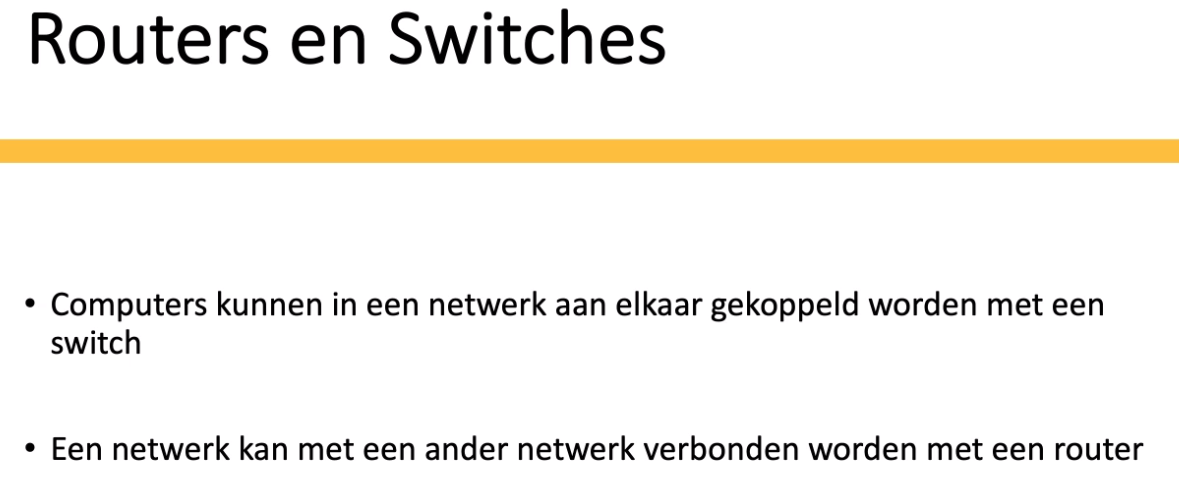 Routers en Switches
• Computers kunnen in een netwerk aan elkaar gekoppeld worden met een
switch
• Een netwerk kan met een ander netwerk verbonden worden met een router